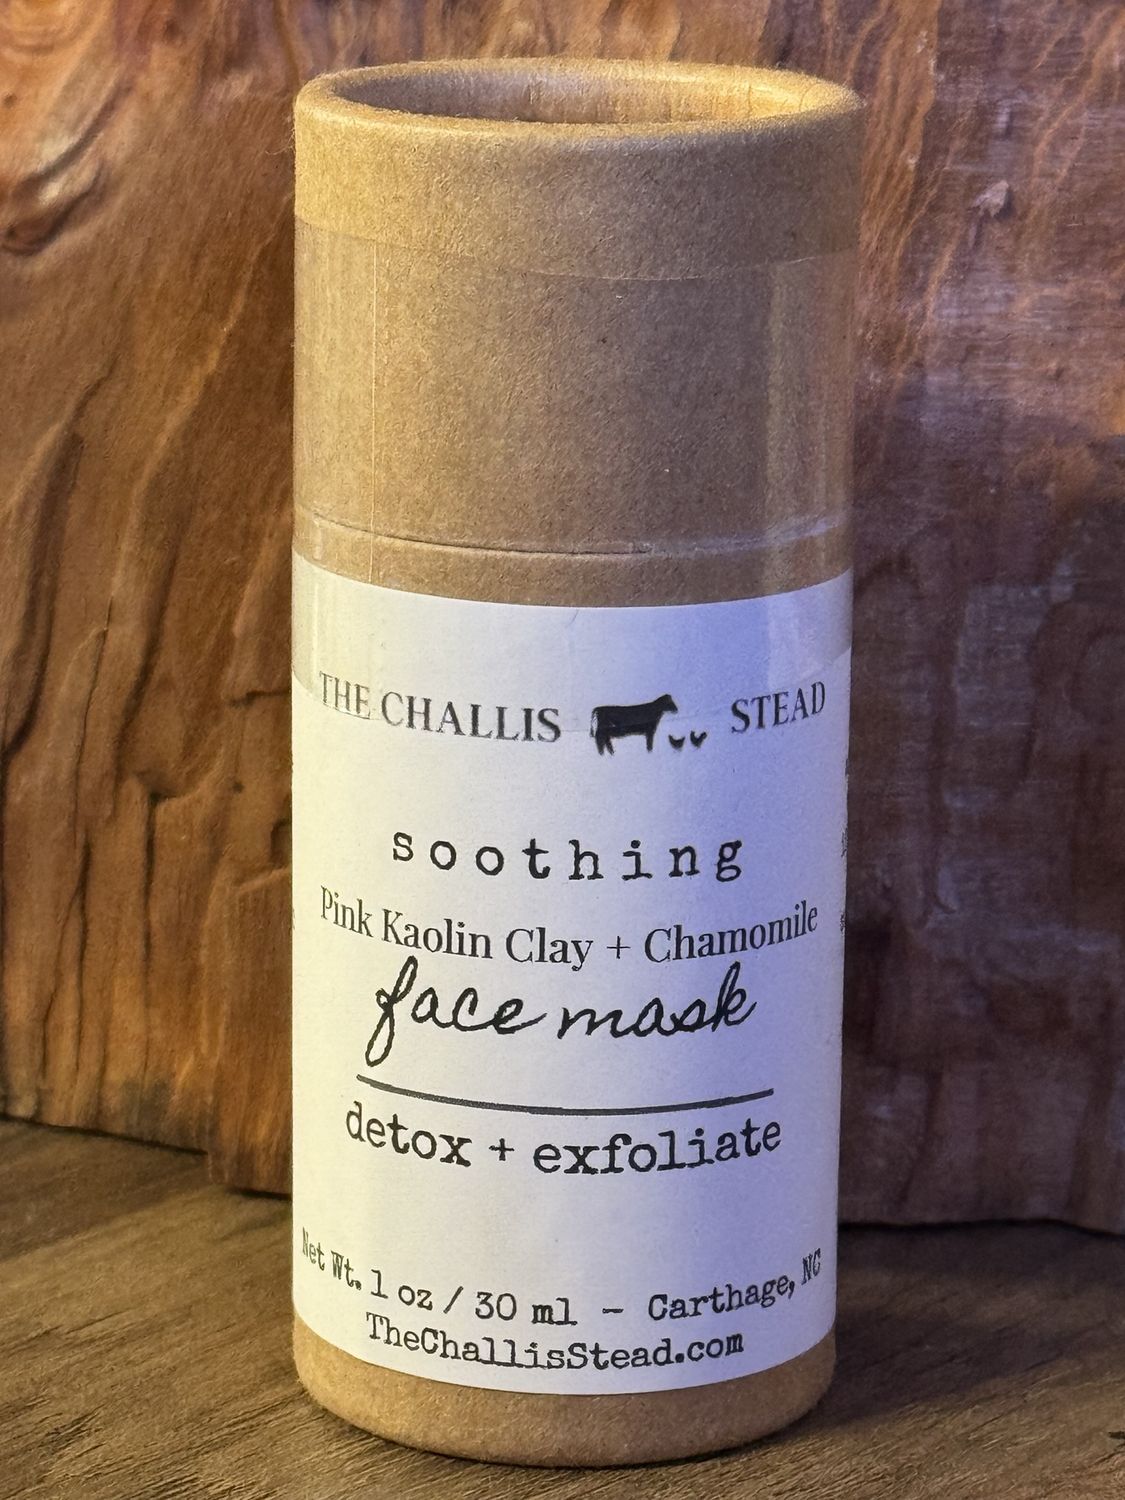 THE CHALLIS STEAD
soothing
Pink Kaolin Clay + Chamomile
face mask
detox + exfoliate
Net Wt. 1 oz / 30 ml - Carthage, NC
TheChallisStead.com